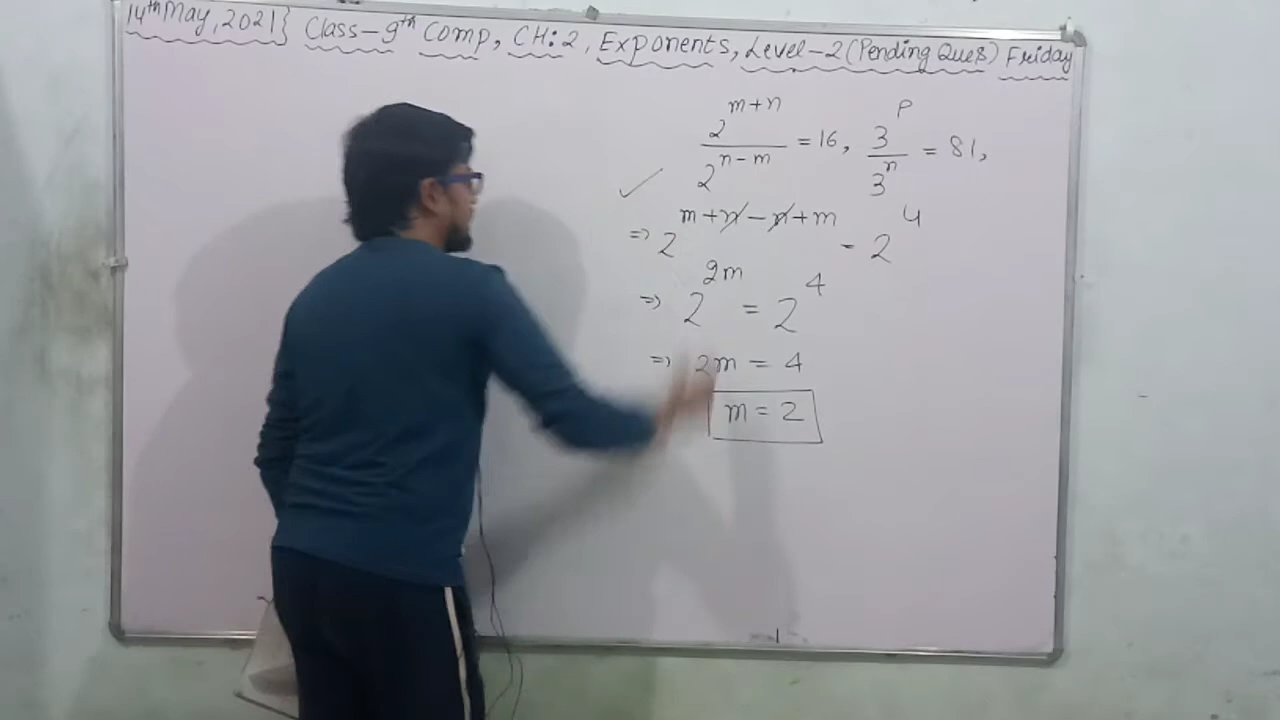 14th May, 2021} Class-9th Comp, CH:2, Exponents, Level-2 (Pending Ques) Friday
2^{m+n} / 2^{n-m} = 16, 3^p / 3^n = 81,
⇒ 2^{m+n-n+m} = 2^4
⇒ 2^{2m} = 2^4
⇒ 2m = 4
m = 2